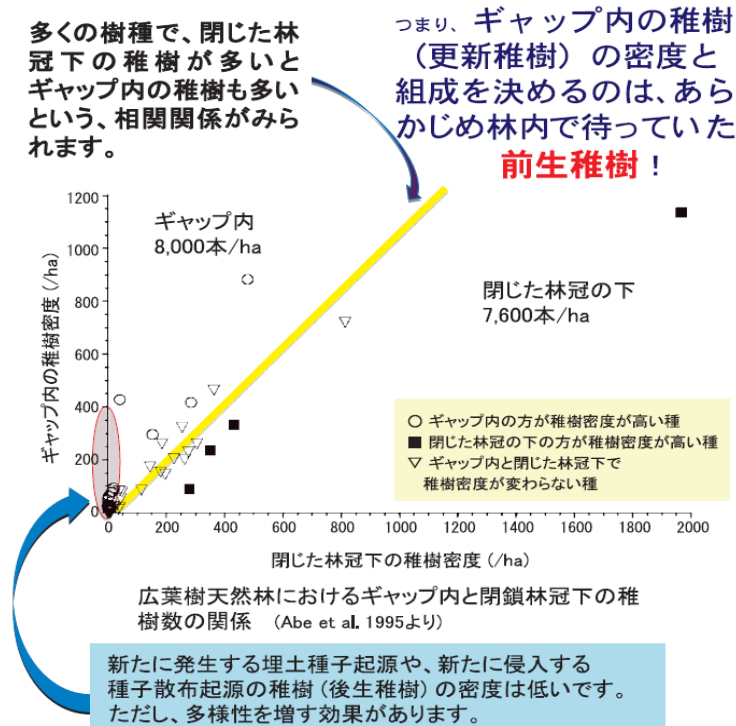 多くの樹種で、閉じた林
冠下の稚樹が多いと
ギャップ内の稚樹も多い
という、相関関係がみら
れます。
つまり、ギャップ内の稚樹
（更新稚樹）の密度と
組成を決めるのは、あら
かじめ林内で待っていた
前生稚樹！
1200
1000
800
600
400
200
0
ギャップ内の稚樹密度（/ha）
ギャップ内
8,000本/ha
閉じた林冠の下
7,600本/ha
○ ギャップ内の方が稚樹密度が高い種
■ 閉じた林冠の下の方が稚樹密度が高い種
▽ ギャップ内と閉じた林冠下で
稚樹密度が変わらない種
0 200 400 600 800 1000 1200 1400 1600 1800 2000
閉じた林冠下の稚樹密度（/ha）
広葉樹天然林におけるギャップ内と閉鎖林冠下の稚
樹数の関係 （Abe et al. 1995より）
新たに発生する埋土種子起源や、新たに侵入する
種子散布起源の稚樹（後生稚樹）の密度は低いです。
ただし、多様性を増す効果があります。